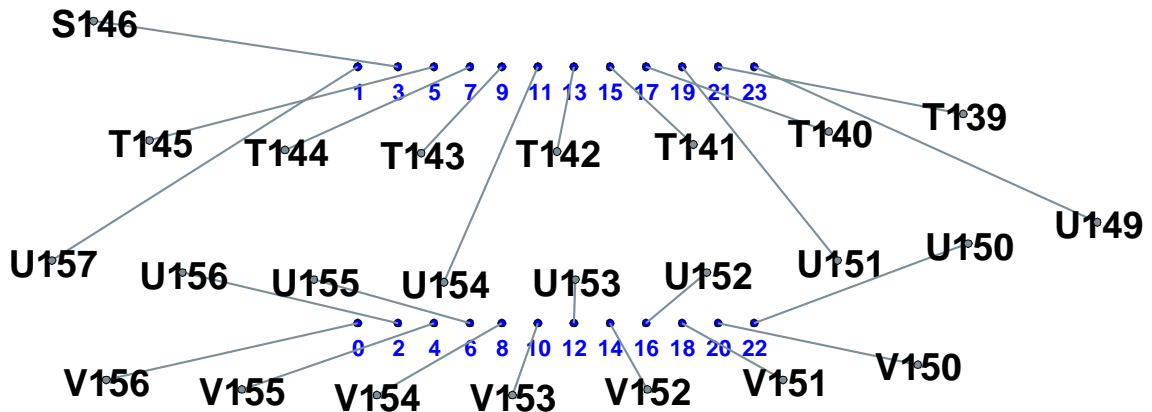 S146
1 3 5 7 9 11 13 15 17 19 21 23
T139
T145 T144 T143 T142 T141 T140
U149
U157 U156 U155 U154 U153 U152 U151 U150
0 2 4 6 8 10 12 14 16 18 20 22
V156 V155 V154 V153 V152 V151 V150